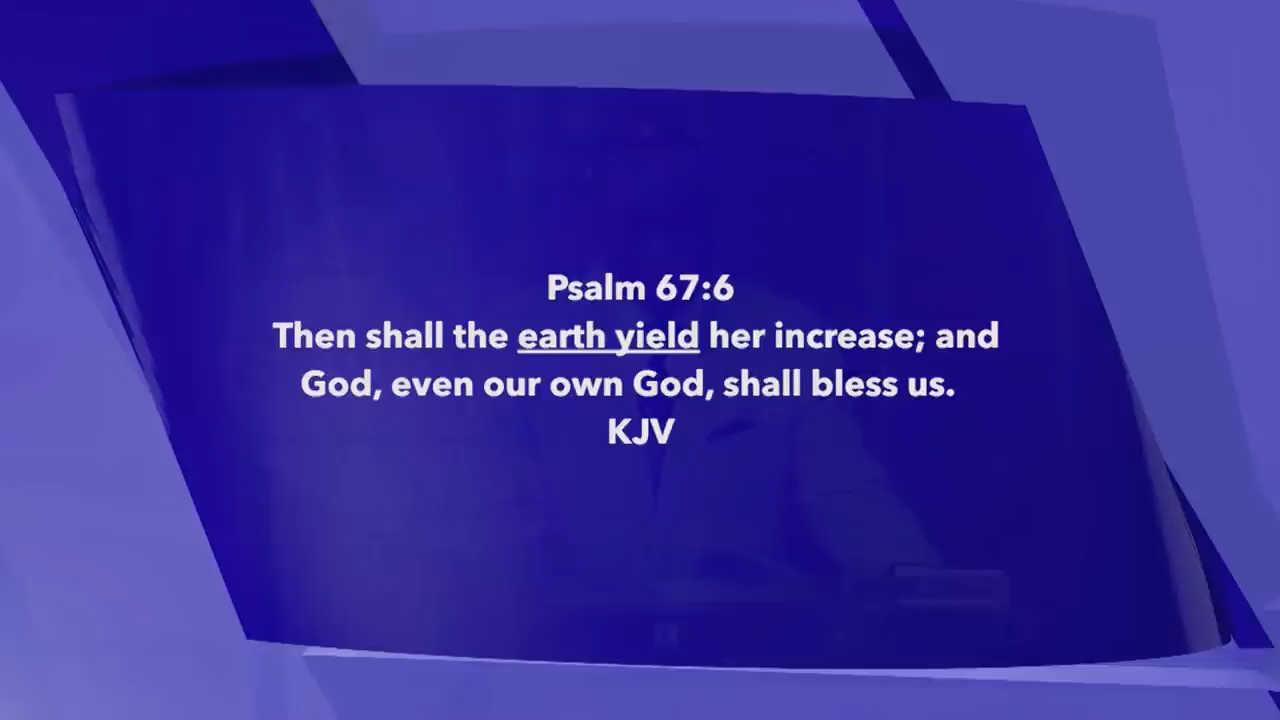 Psalm 67:6
Then shall the earth yield her increase; and
God, even our own God, shall bless us.
KJV